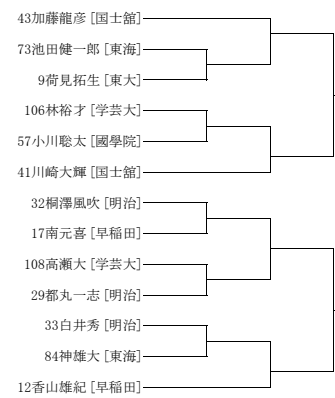 43加藤龍彦 [国士舘]
73池田健一郎 [東海]
9荷見拓生 [東大]
106林裕才 [学芸大]
57小川聡太 [國學院]
41川崎大輝 [国士舘]
32桐澤風吹 [明治]
17南元喜 [早稲田]
108高瀬大 [学芸大]
29都丸一志 [明治]
33白井秀 [明治]
84神雄大 [東海]
12香山雄紀 [早稲田]